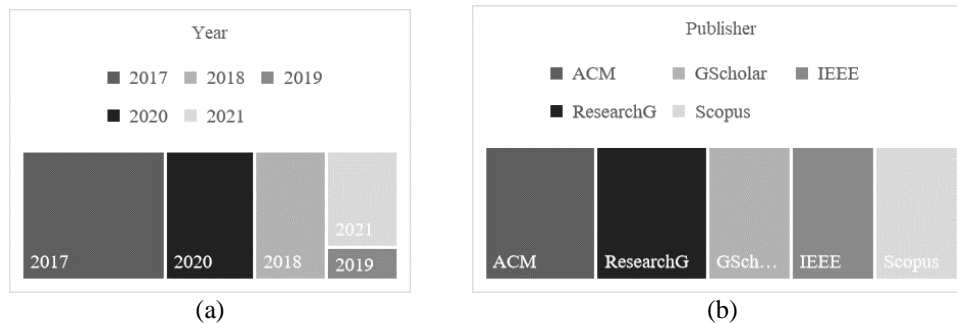 Year
2017 2018 2019
2020 2021
2017
2020
2018
2021
2019
(a)
Publisher
ACM GScholar IEEE
ResearchG Scopus
ACM
ResearchG
GSch...
IEEE
Scopus
(b)